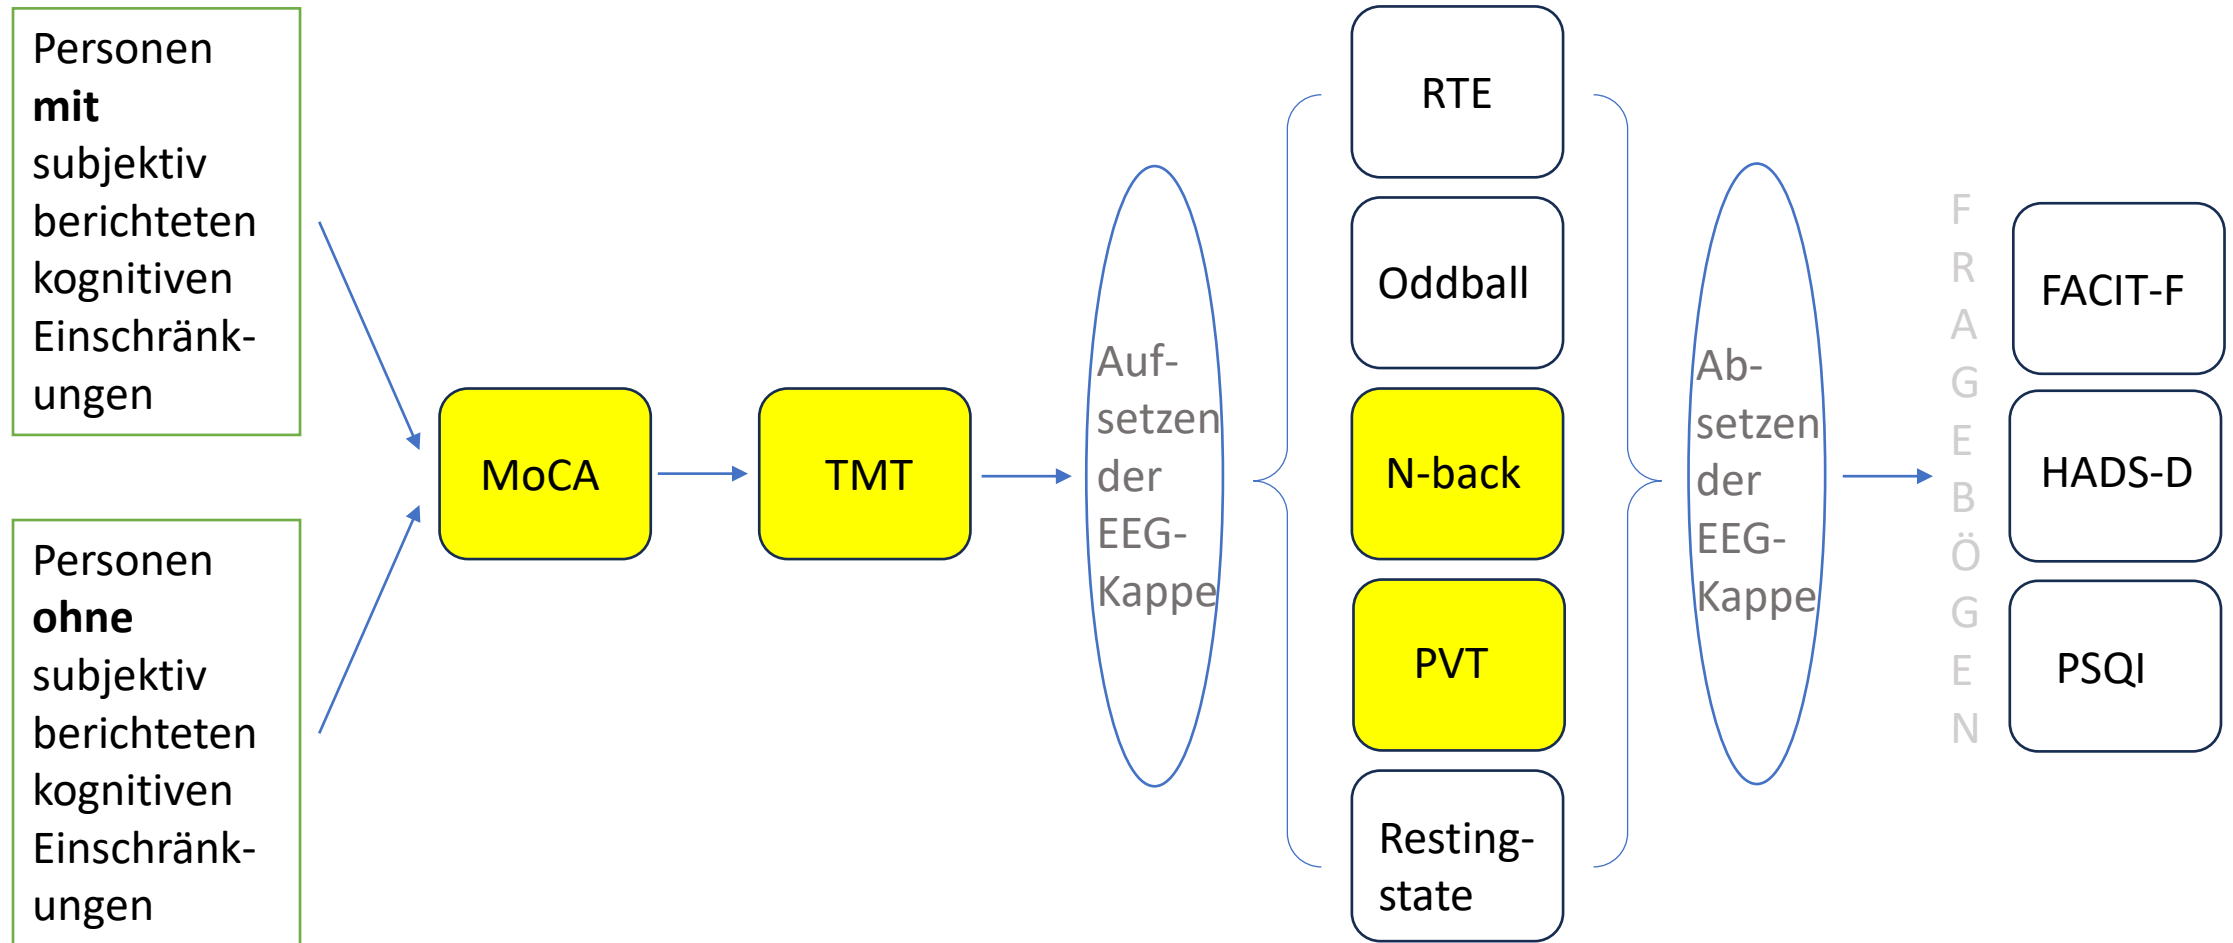 Personen
mit
subjektiv
berichteten
kognitiven
Einschränk-
ungen
Personen
ohne
subjektiv
berichteten
kognitiven
Einschränk-
ungen
MoCA
TMT
Auf-
setzen
der
EEG-
Kappe
RTE
Oddball
N-back
PVT
Resting-
state
Ab-
setzen
der
EEG-
Kappe
F
R
A
G
E
B
Ö
G
E
N
FACIT-F
HADS-D
PSQI